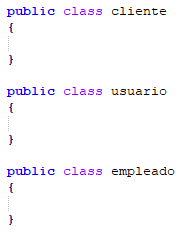 public class cliente
{
}
public class usuario
{
}
public class empleado
{
}